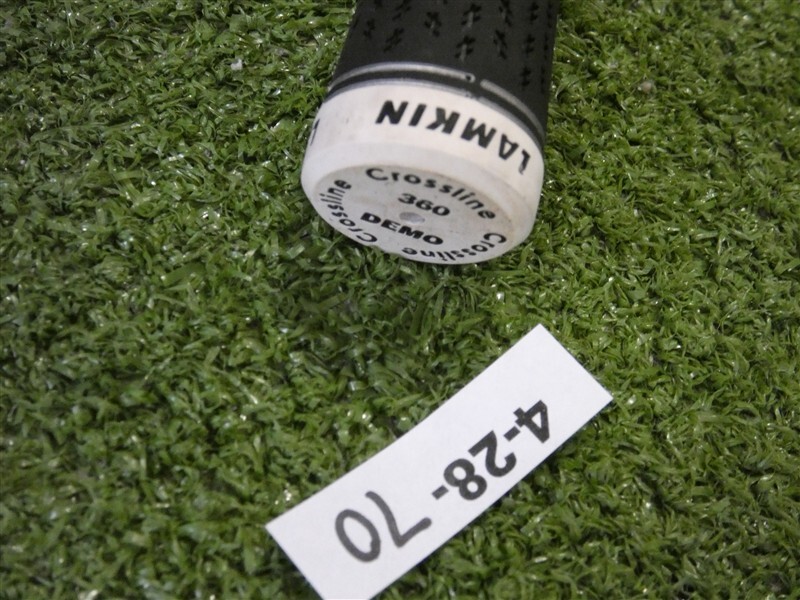 LAMKIN
Crossline
360
DEMO
Crossline
Crossline
4-28-70